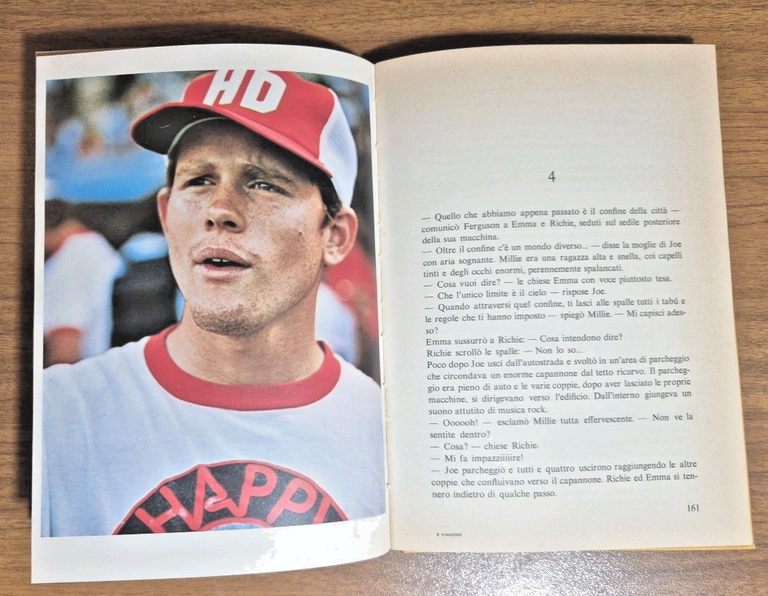 HD
HAPPY
4
— Quello che abbiamo appena passato è il confine della città —
comunicò Ferguson a Emma e Richie, seduti sul sedile posteriore
della sua macchina.
— Oltre il confine c'è un mondo diverso... — disse la moglie di Joe
con aria sognante. Millie era una ragazza alta e snella, coi capelli
tinti e degli occhi enormi, perennemente spalancati.
— Cosa vuoi dire? — le chiese Emma con voce piuttosto tesa.
— Che l'unico limite è il cielo — rispose Joe.
— Quando attraversi quel confine, ti lasci alle spalle tutti i tabú e
le regole che ti hanno imposto — spiegò Millie. — Mi capisci ades-
so?
Emma sussurrò a Richie: — Cosa intendono dire?
Richie scrollò le spalle: — Non lo so...
Poco dopo Joe uscì dall'autostrada e svoltò in un'area di parcheggio
che circondava un enorme capannone dal tetto ricurvo. Il parcheg-
gio era pieno di auto e le varie coppie, dopo aver lasciato le proprie
macchine, si dirigevano verso l'edificio. Dall'interno giungeva un
suono attutito di musica rock.
— Ooooh! — esclamò Millie tutta effervescente. — Non ve la
sentite dentro?
— Cosa? — chiese Richie.
— Mi fa impazziiiiire!
— Joe parcheggiò e tutti e quattro uscirono raggiungendo le altre
coppie che confluivano verso il capannone. Richie ed Emma si ten-
nero indietro di qualche passo.
161